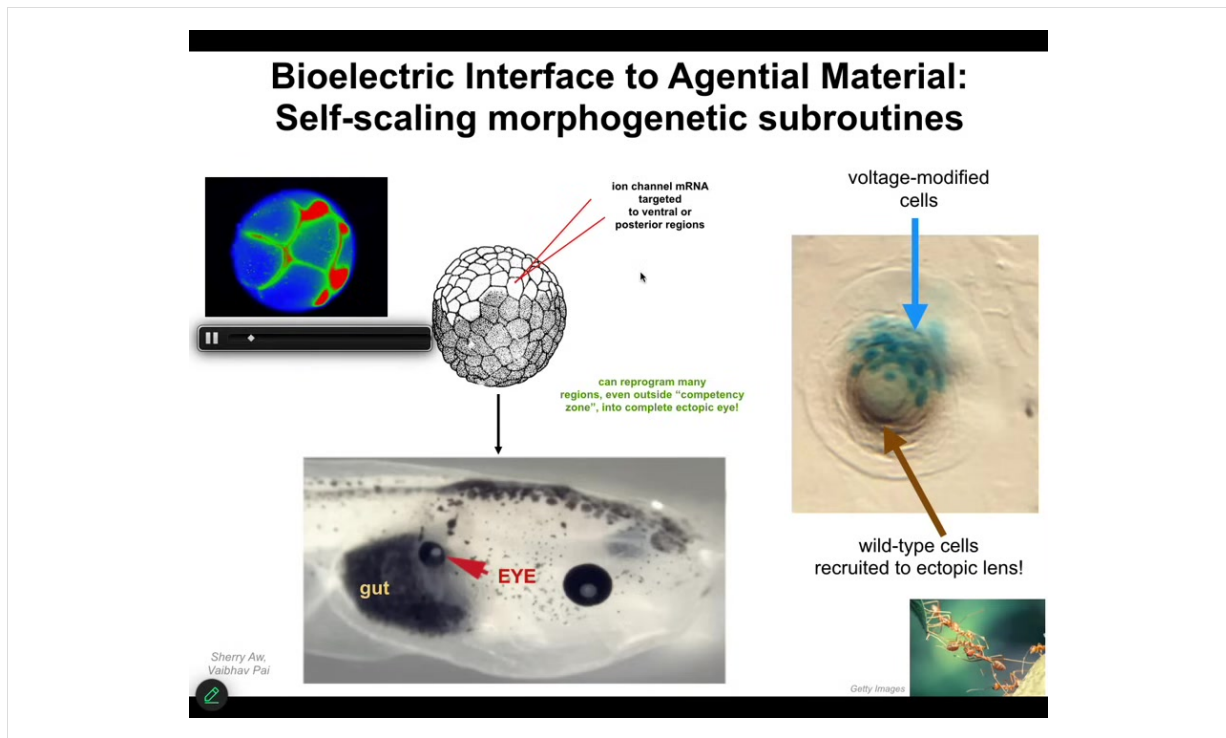 Bioelectric Interface to Agential Material:
Self-scaling morphogenetic subroutines
ion channel mRNA
targeted
to ventral or
posterior regions
voltage-modified
cells
can reprogram many
regions, even outside “competency
zone”, into complete ectopic eye!
EYE
gut
wild-type cells
recruited to ectopic lens!
Sherry Aw,
Vaibhav Pai
Getty Images